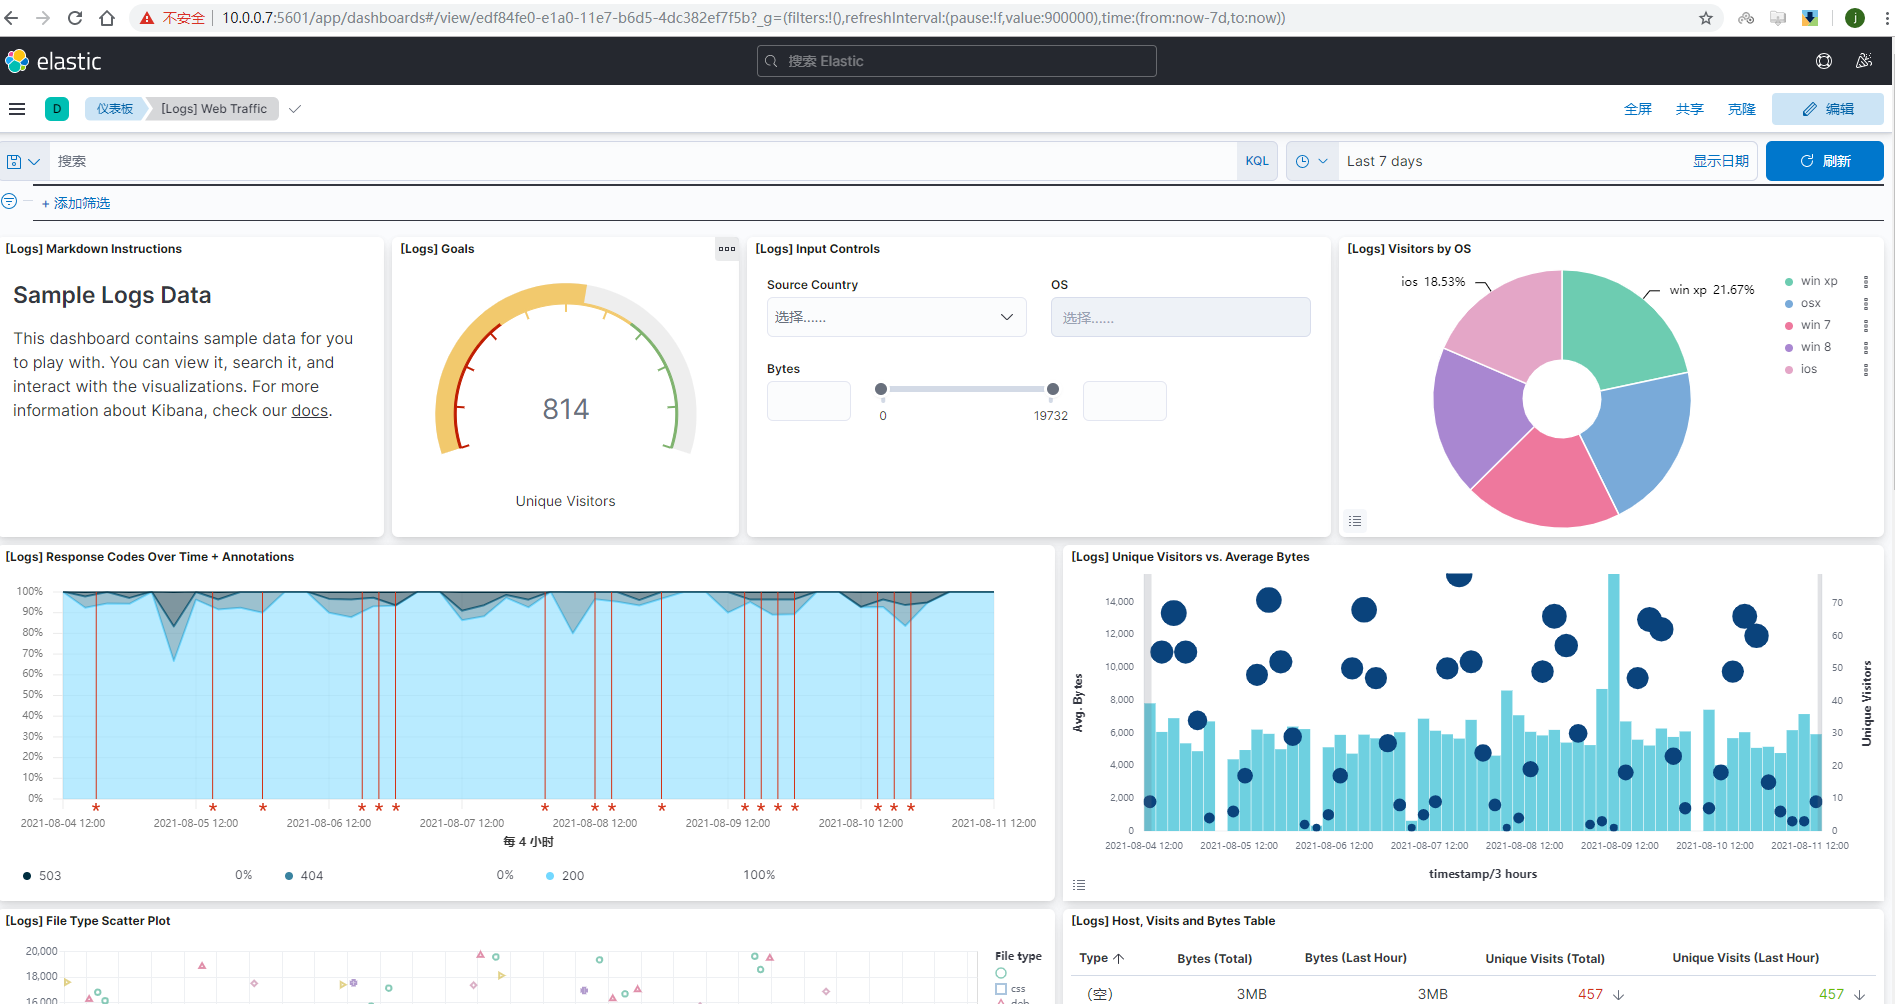 不安全 10.0.0.7:5601/app/dashboards#/view/edf84fe0-e1a0-11e7-b6d5-4dc382ef7f5b?_g=(filters:!(),refreshInterval:(pause:!f,value:900000),time:(from:now-7d,to:now)) j
elastic 搜索 Elastic
D 仪表板 [Logs] Web Traffic 全屏 共享 克隆 编辑
搜索 KQL Last 7 days 显示日期 刷新
+ 添加筛选
[Logs] Markdown Instructions
Sample Logs Data
This dashboard contains sample data for you
to play with. You can view it, search it, and
interact with the visualizations. For more
information about Kibana, check our docs.
[Logs] Goals
814
Unique Visitors
[Logs] Input Controls
Source Country OS
选择...... 选择......
Bytes
0 19732
[Logs] Visitors by OS
ios 18.53% win xp 21.67%
win xp
osx
win 7
win 8
ios
[Logs] Response Codes Over Time + Annotations
100%
90%
80%
70%
60%
50%
40%
30%
20%
10%
0%
* * * * * * * * * * * * * * * * *
2021-08-04 12:00 2021-08-05 12:00 2021-08-06 12:00 2021-08-07 12:00 2021-08-08 12:00 2021-08-09 12:00 2021-08-10 12:00 2021-08-11 12:00
每 4 小时
503 0% 404 0% 200 100%
[Logs] Unique Visitors vs. Average Bytes
Avg. Bytes
14,000
12,000
10,000
8,000
6,000
4,000
2,000
0
70
60
50
40
30
20
10
0
Unique Visitors
2021-08-04 12:00 2021-08-05 12:00 2021-08-06 12:00 2021-08-07 12:00 2021-08-08 12:00 2021-08-09 12:00 2021-08-10 12:00 2021-08-11 12:00
timestamp/3 hours
[Logs] File Type Scatter Plot
20,000
18,000
16,000
File type
css
deb
[Logs] Host, Visits and Bytes Table
Type Bytes (Total) Bytes (Last Hour) Unique Visits (Total) Unique Visits (Last Hour)
(空) 3MB 3MB 457 457